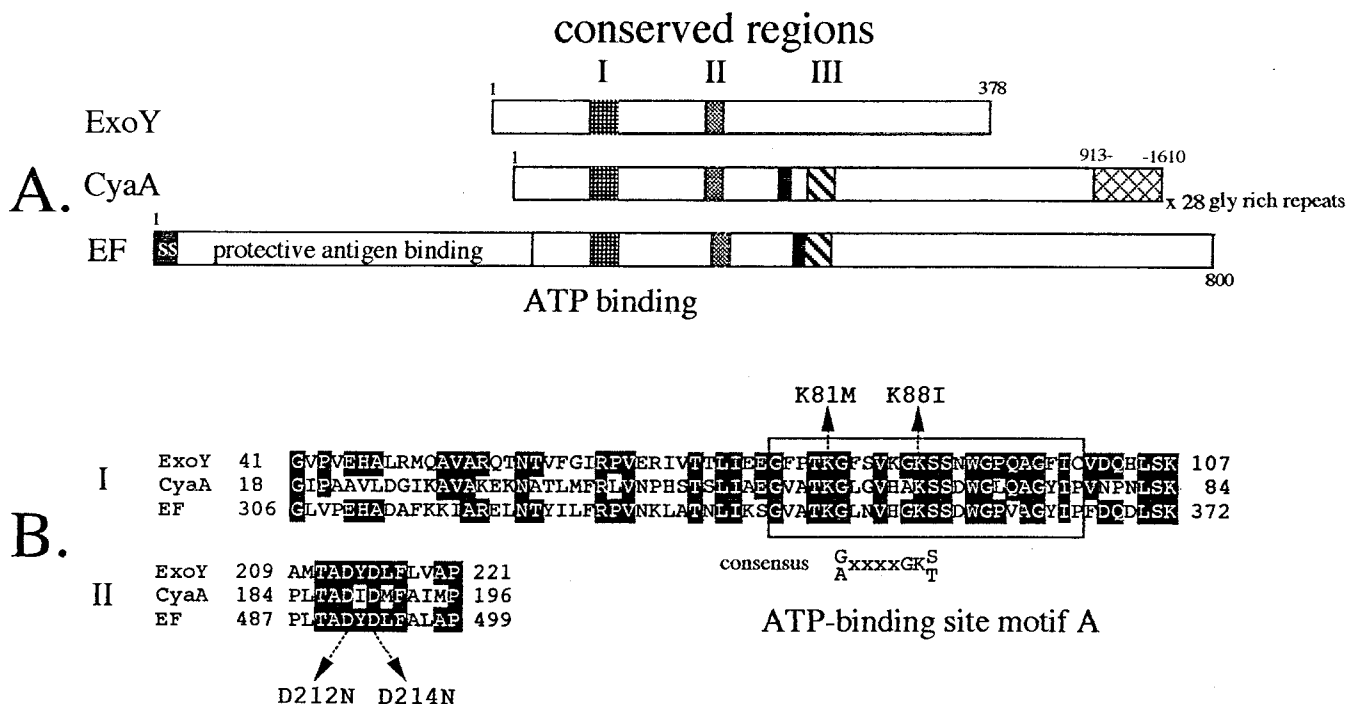 conserved regions
I II III
1 378
ExoY
1 913- -1610
A. CyaA
x 28 gly rich repeats
1
EF SS protective antigen binding
800
ATP binding
K81M K88I
I
ExoY 41 GVPVEHALRMQAVARQTNTVFGIRPVERIVTTLIEEGFPTKGFSVKGKSSNWGPQAGFICVDQHLSK 107
CyaA 18 GIPAAVLDGIKAVAKEKNATLMFRLVNPHSTSLIAEGVATKGLGVHAKSSDWGLQAGYIPVNPNLSK 84
EF 306 GLVPEHADAFKKIARELNTYILFRPVNKLATNLIKSGVATKGLNVHGKSSDWGPVAGYIPFDQDLSK 372
B.
consensus G/A xxxxGK S/T
II
ExoY 209 AMTADYDLFLVAP 221
CyaA 184 PLTADIDMFAIMP 196
EF 487 PLTADYDLFALAP 499
ATP-binding site motif A
D212N D214N